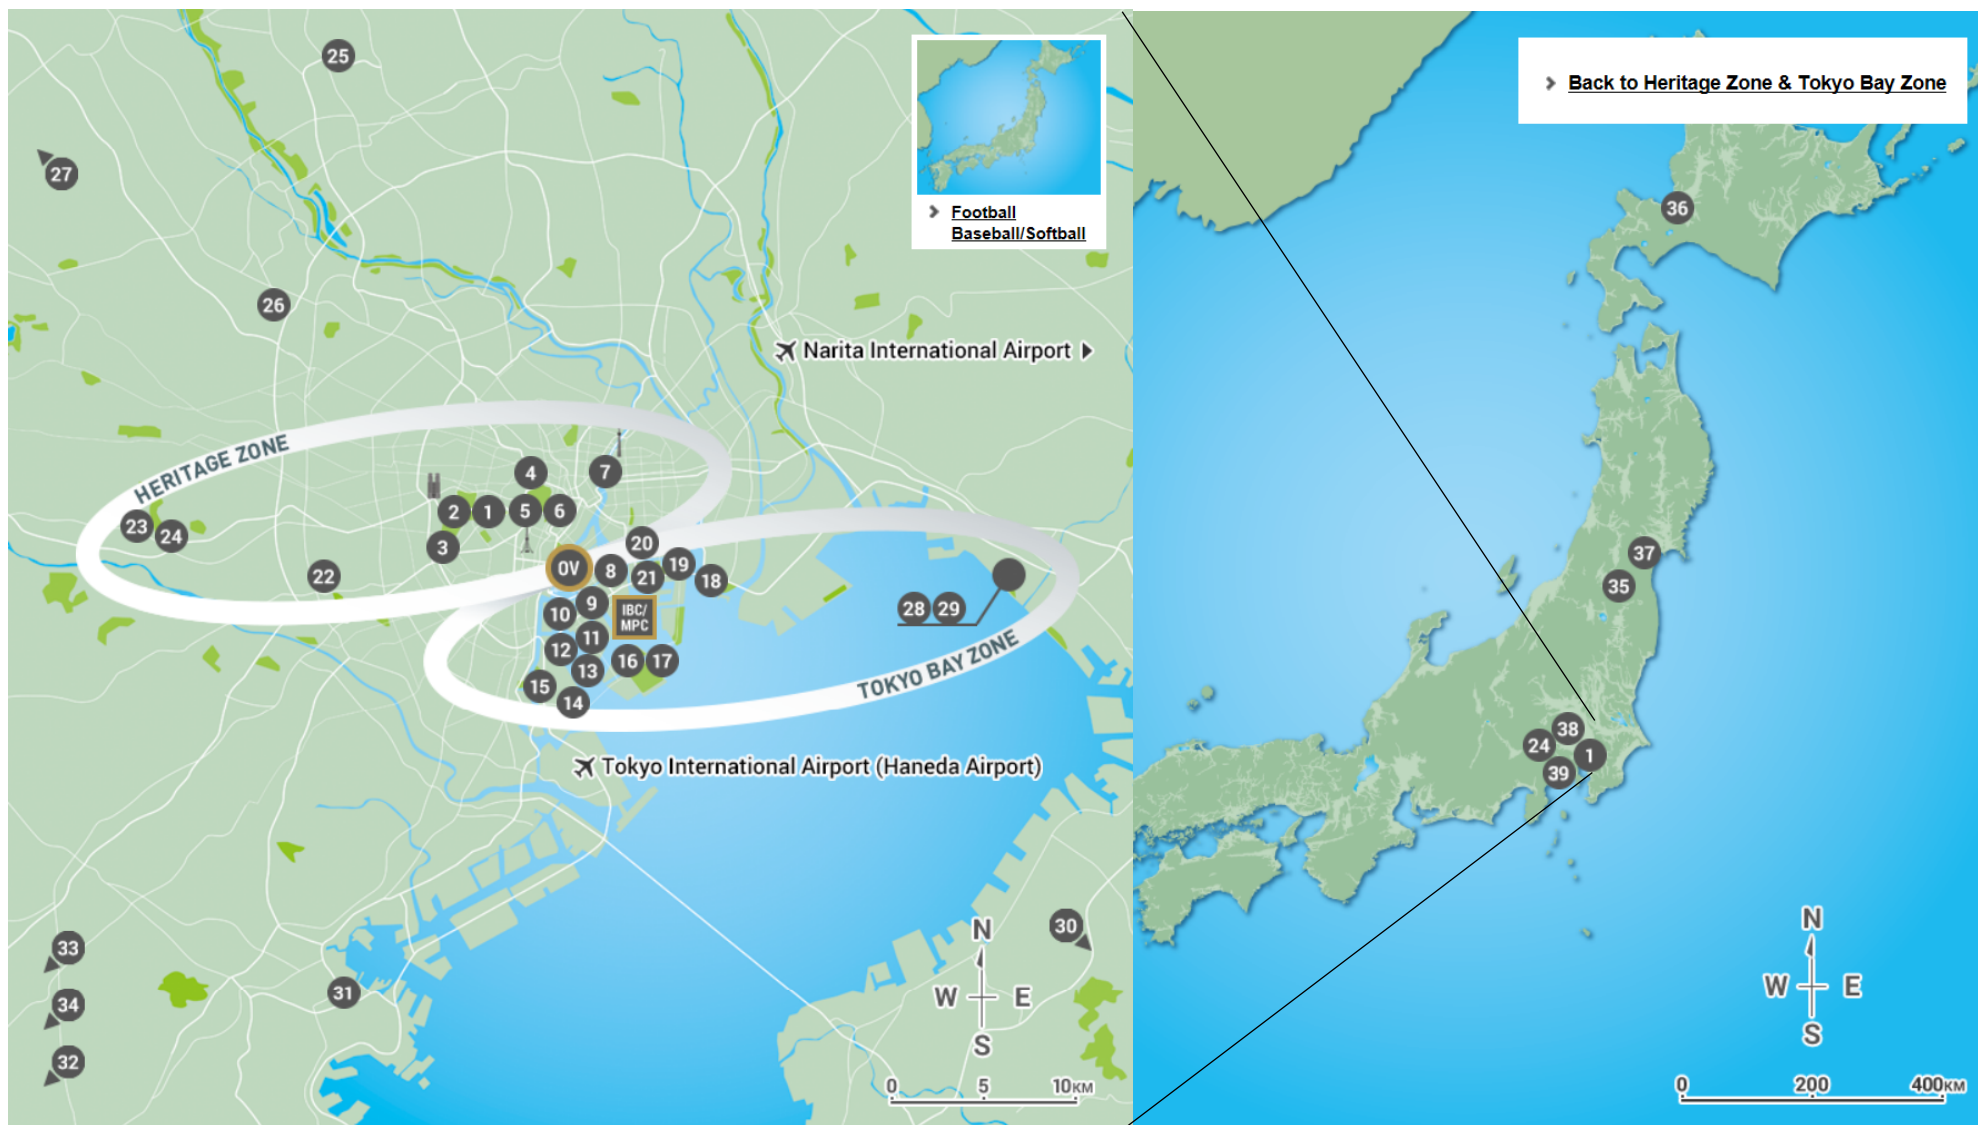 25
27
Football
Baseball/Softball
26
Narita International Airport
HERITAGE ZONE
4
7
2
1
5
6
23
24
3
20
22
OV
8
21
19
18
28
29
10
9
IBC/
MPC
12
11
16
17
13
15
14
TOKYO BAY ZONE
Tokyo International Airport (Haneda Airport)
33
34
32
31
30
N
W
E
S
0
5
10KM
Back to Heritage Zone & Tokyo Bay Zone
36
37
35
38
24
1
39
N
W
E
S
0
200
400KM